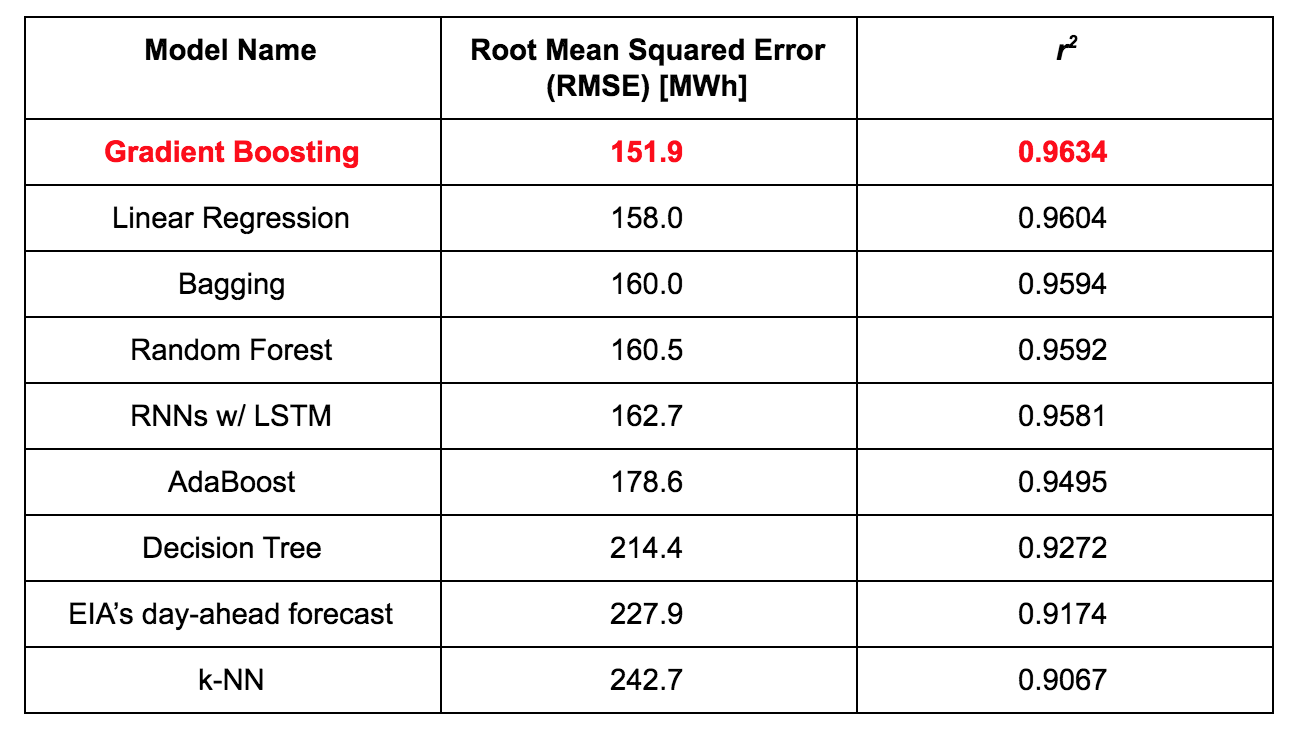 Model Name
Root Mean Squared Error
(RMSE) [MWh]
r²
Gradient Boosting 151.9 0.9634
Linear Regression 158.0 0.9604
Bagging 160.0 0.9594
Random Forest 160.5 0.9592
RNNs w/ LSTM 162.7 0.9581
AdaBoost 178.6 0.9495
Decision Tree 214.4 0.9272
EIA’s day-ahead forecast 227.9 0.9174
k-NN 242.7 0.9067